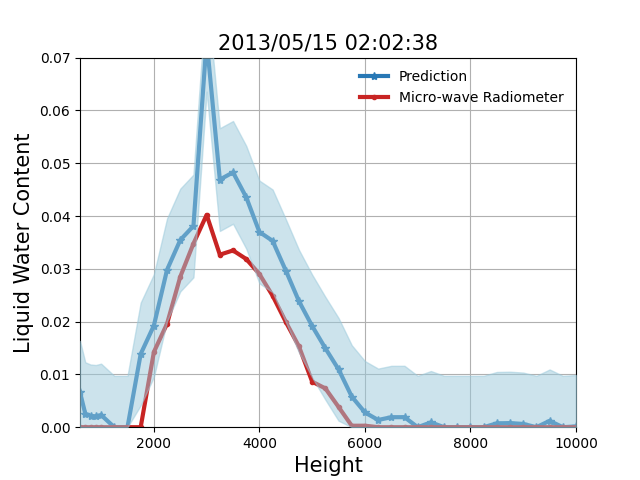 2013/05/15 02:02:38
Prediction
Micro-wave Radiometer
Liquid Water Content
0.07
0.06
0.05
0.04
0.03
0.02
0.01
0.00
2000 4000 6000 8000 10000
Height